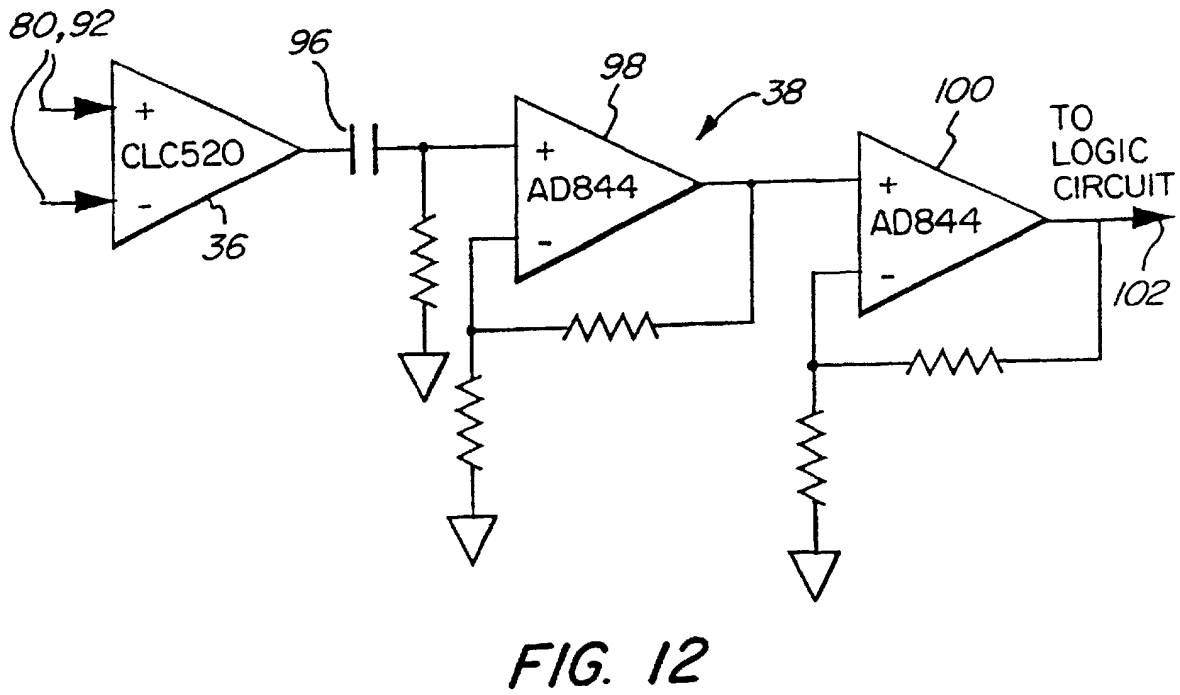 80,92
96
98
38
100
TO
LOGIC
CIRCUIT
+
CLC520
-
36
+
AD844
-
+
AD844
-
102
FIG. 12